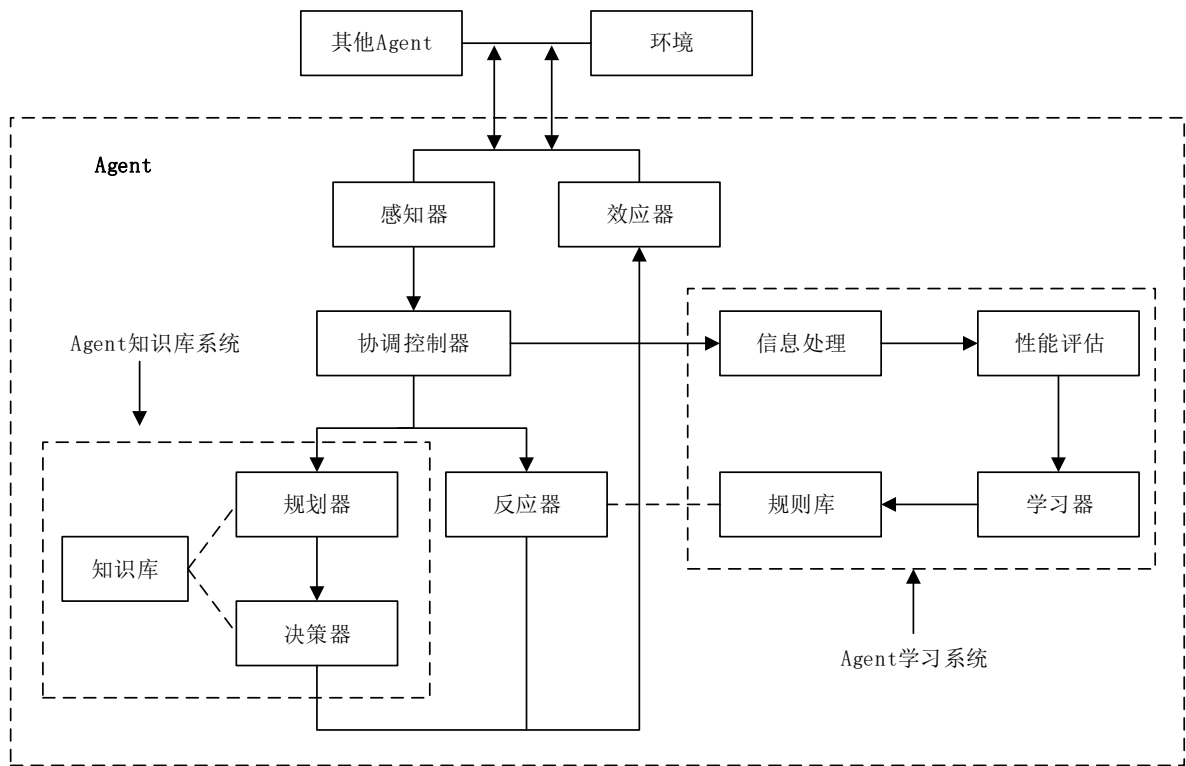 其他Agent
环境
Agent
感知器
效应器
Agent知识库系统
协调控制器
信息处理
性能评估
规划器
反应器
规则库
学习器
知识库
决策器
Agent学习系统